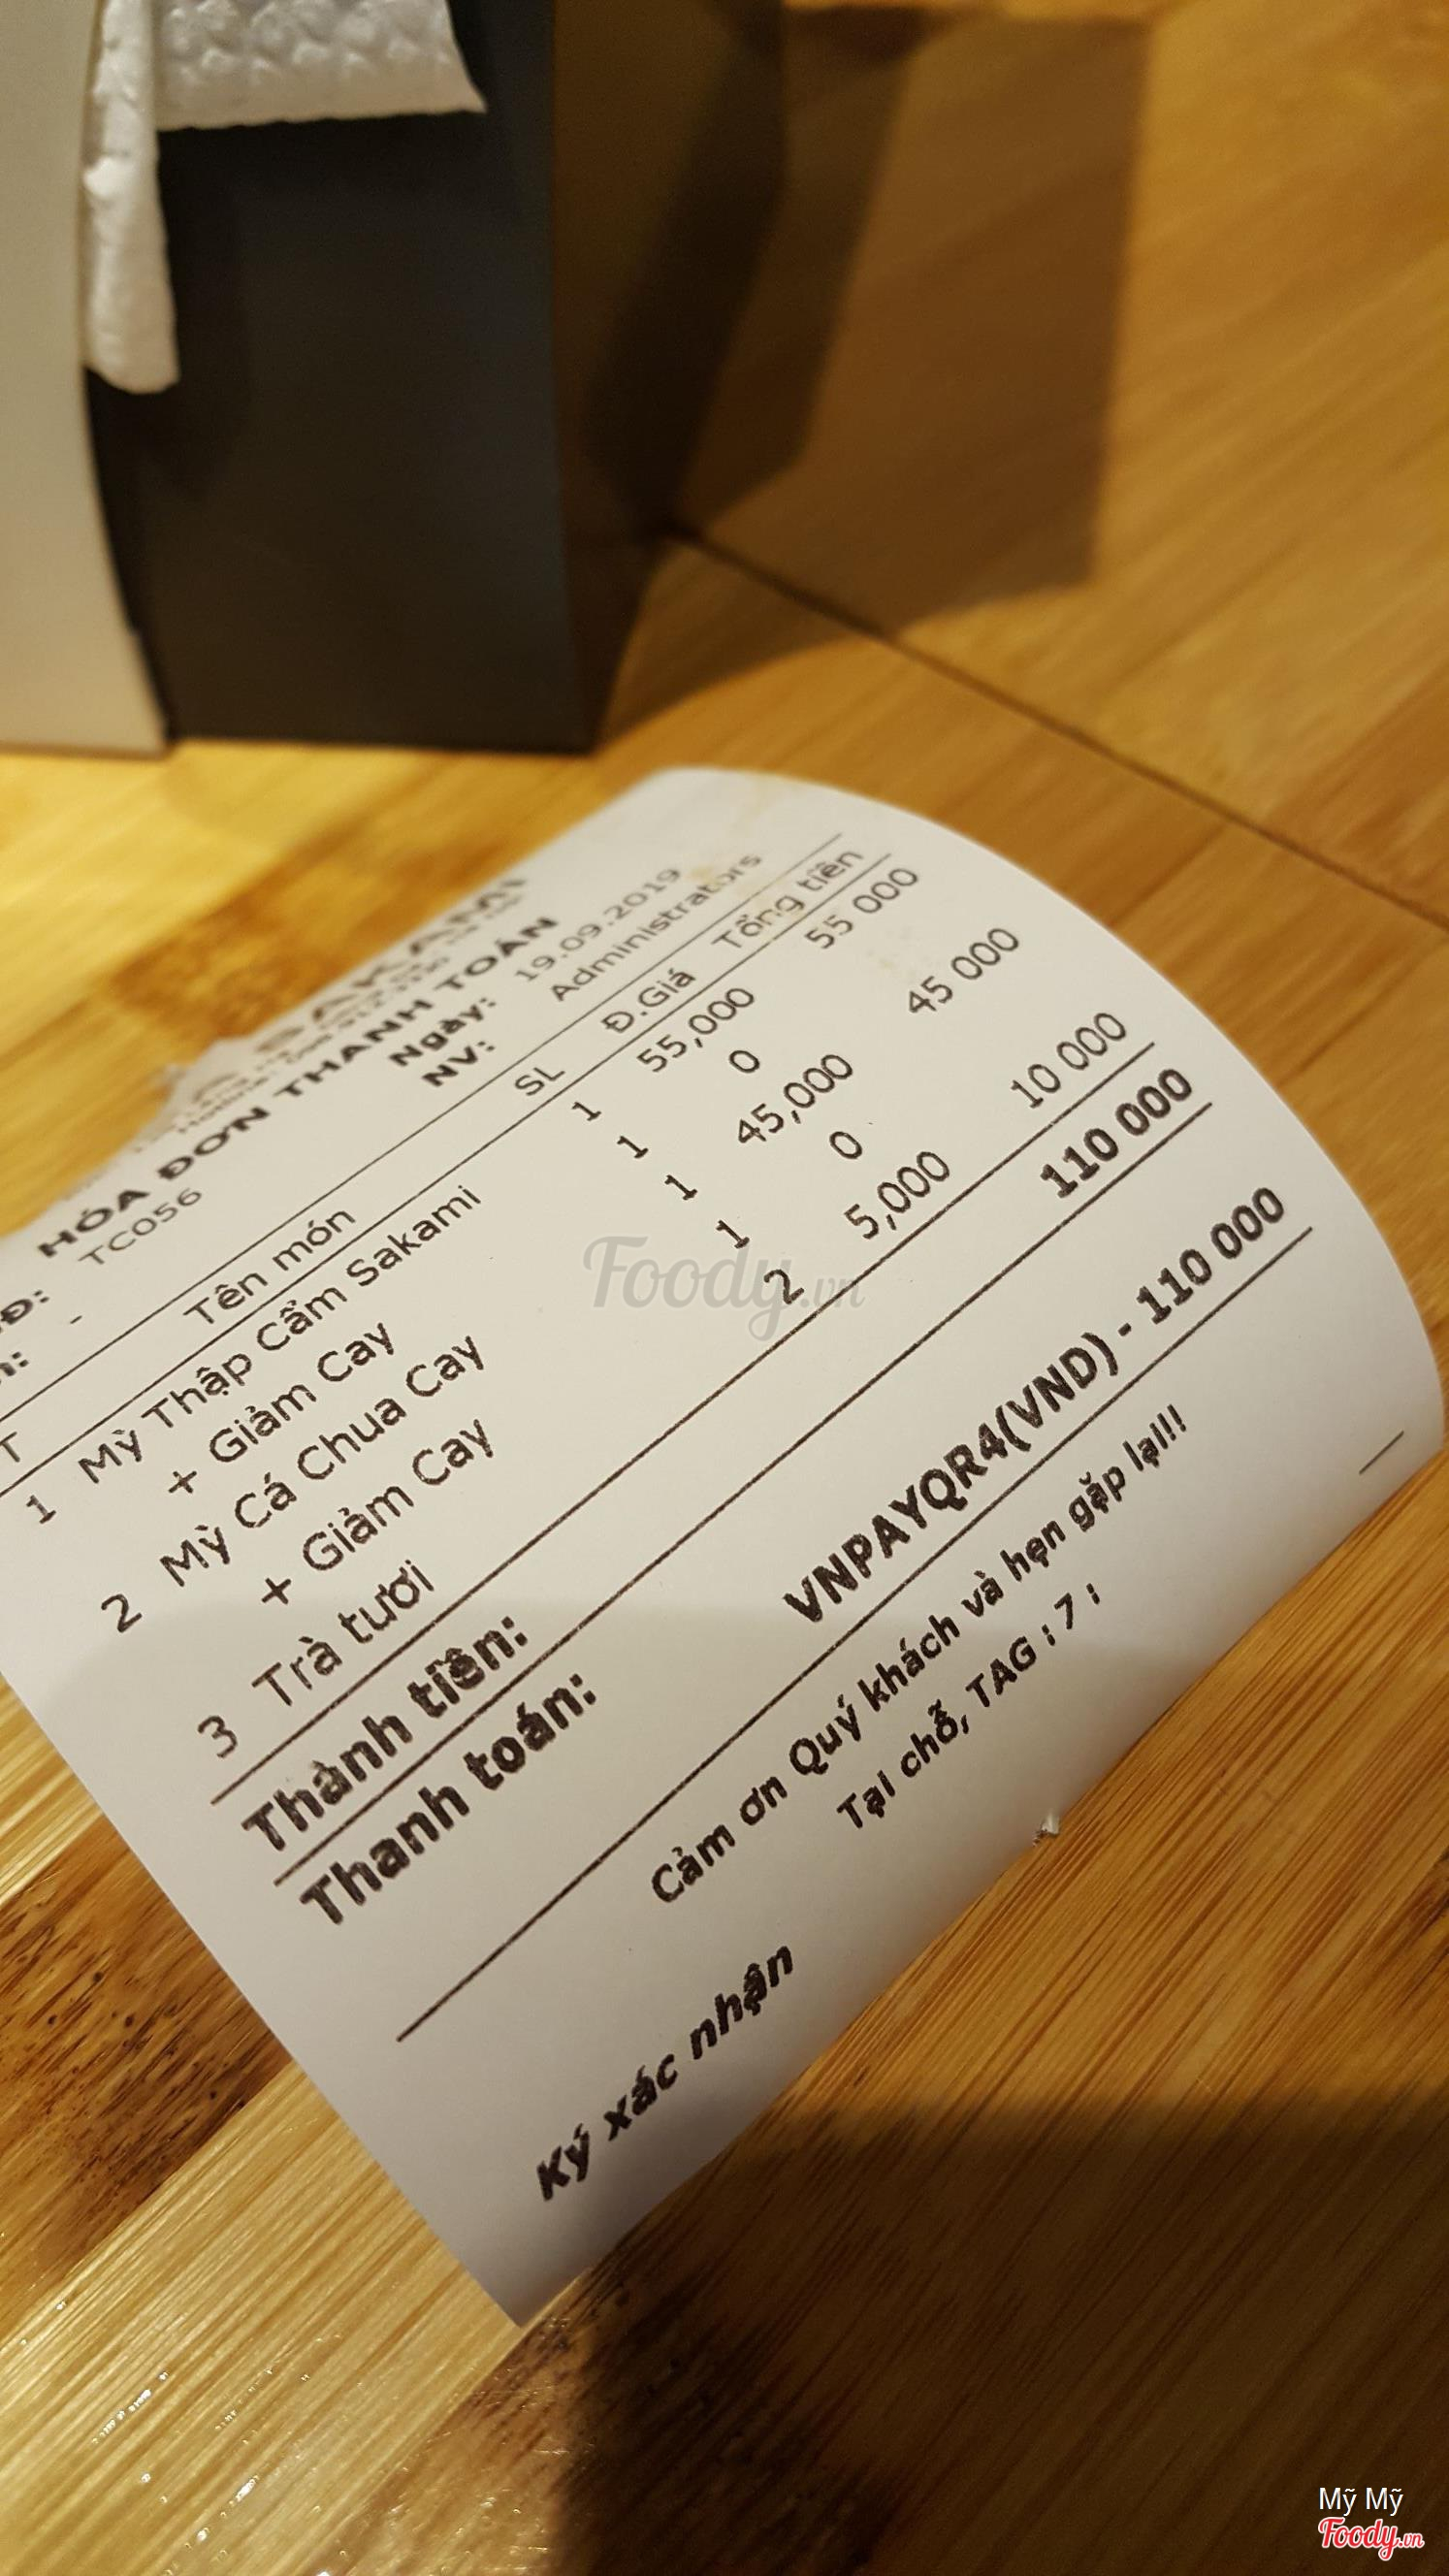 SAKAMI
HÓA ĐƠN THANH TOÁN
TC056
Ngày: 19.09.2019
-
NV: Administrators
Tên món SL Đ.Giá Tổng tiền
1 Mỳ Thập Cẩm Sakami 1 55,000 55 000
+ Giảm Cay 1 0
2 Mỳ Cá Chua Cay 1 45,000 45 000
+ Giảm Cay 1 0
3 Trà tươi 2 5,000 10 000
Thành tiền: 110 000
Thanh toán: VNPAYQR4(VND) - 110 000
Cảm ơn Quý khách và hẹn gặp lại!!
Tại chỗ, TAG : 7 :
Ký xác nhận
Foody.vn
Mỹ Mỹ
Foody.vn